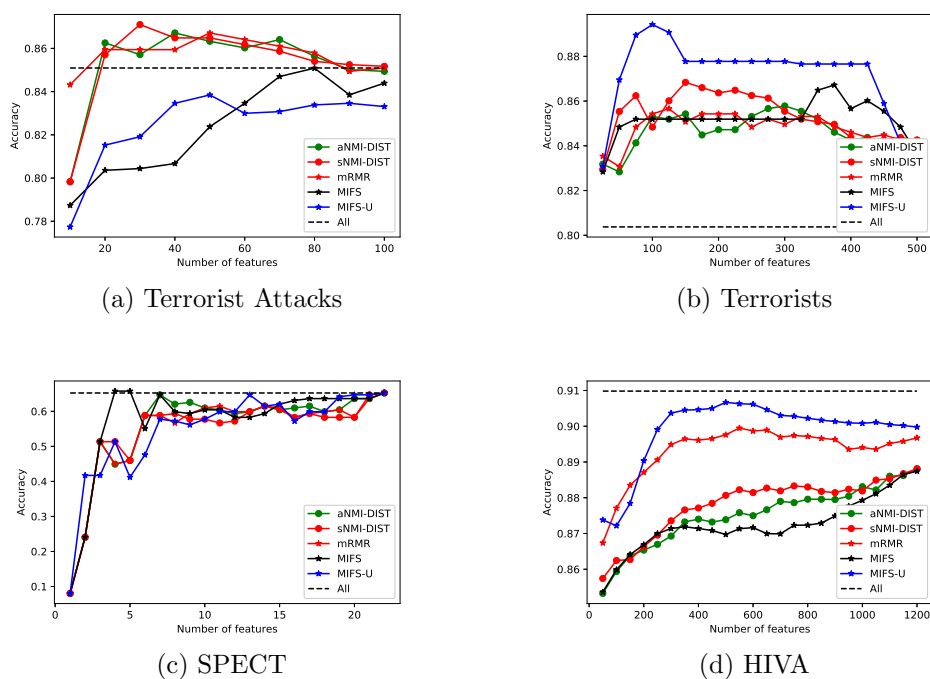 0.86
0.84
0.82
0.80
0.78
Accuracy
20
40
60
80
100
Number of features
aNMI-DIST
sNMI-DIST
mRMR
MIFS
MIFS-U
All
(a) Terrorist Attacks
0.88
0.86
0.84
0.82
0.80
Accuracy
100
200
300
400
500
Number of features
aNMI-DIST
sNMI-DIST
mRMR
MIFS
MIFS-U
All
(b) Terrorists
0.6
0.5
0.4
0.3
0.2
0.1
Accuracy
0
5
10
15
20
Number of features
aNMI-DIST
sNMI-DIST
mRMR
MIFS
MIFS-U
All
(c) SPECT
0.91
0.90
0.89
0.88
0.87
0.86
Accuracy
0
200
400
600
800
1000
1200
Number of features
aNMI-DIST
sNMI-DIST
mRMR
MIFS
MIFS-U
All
(d) HIVA